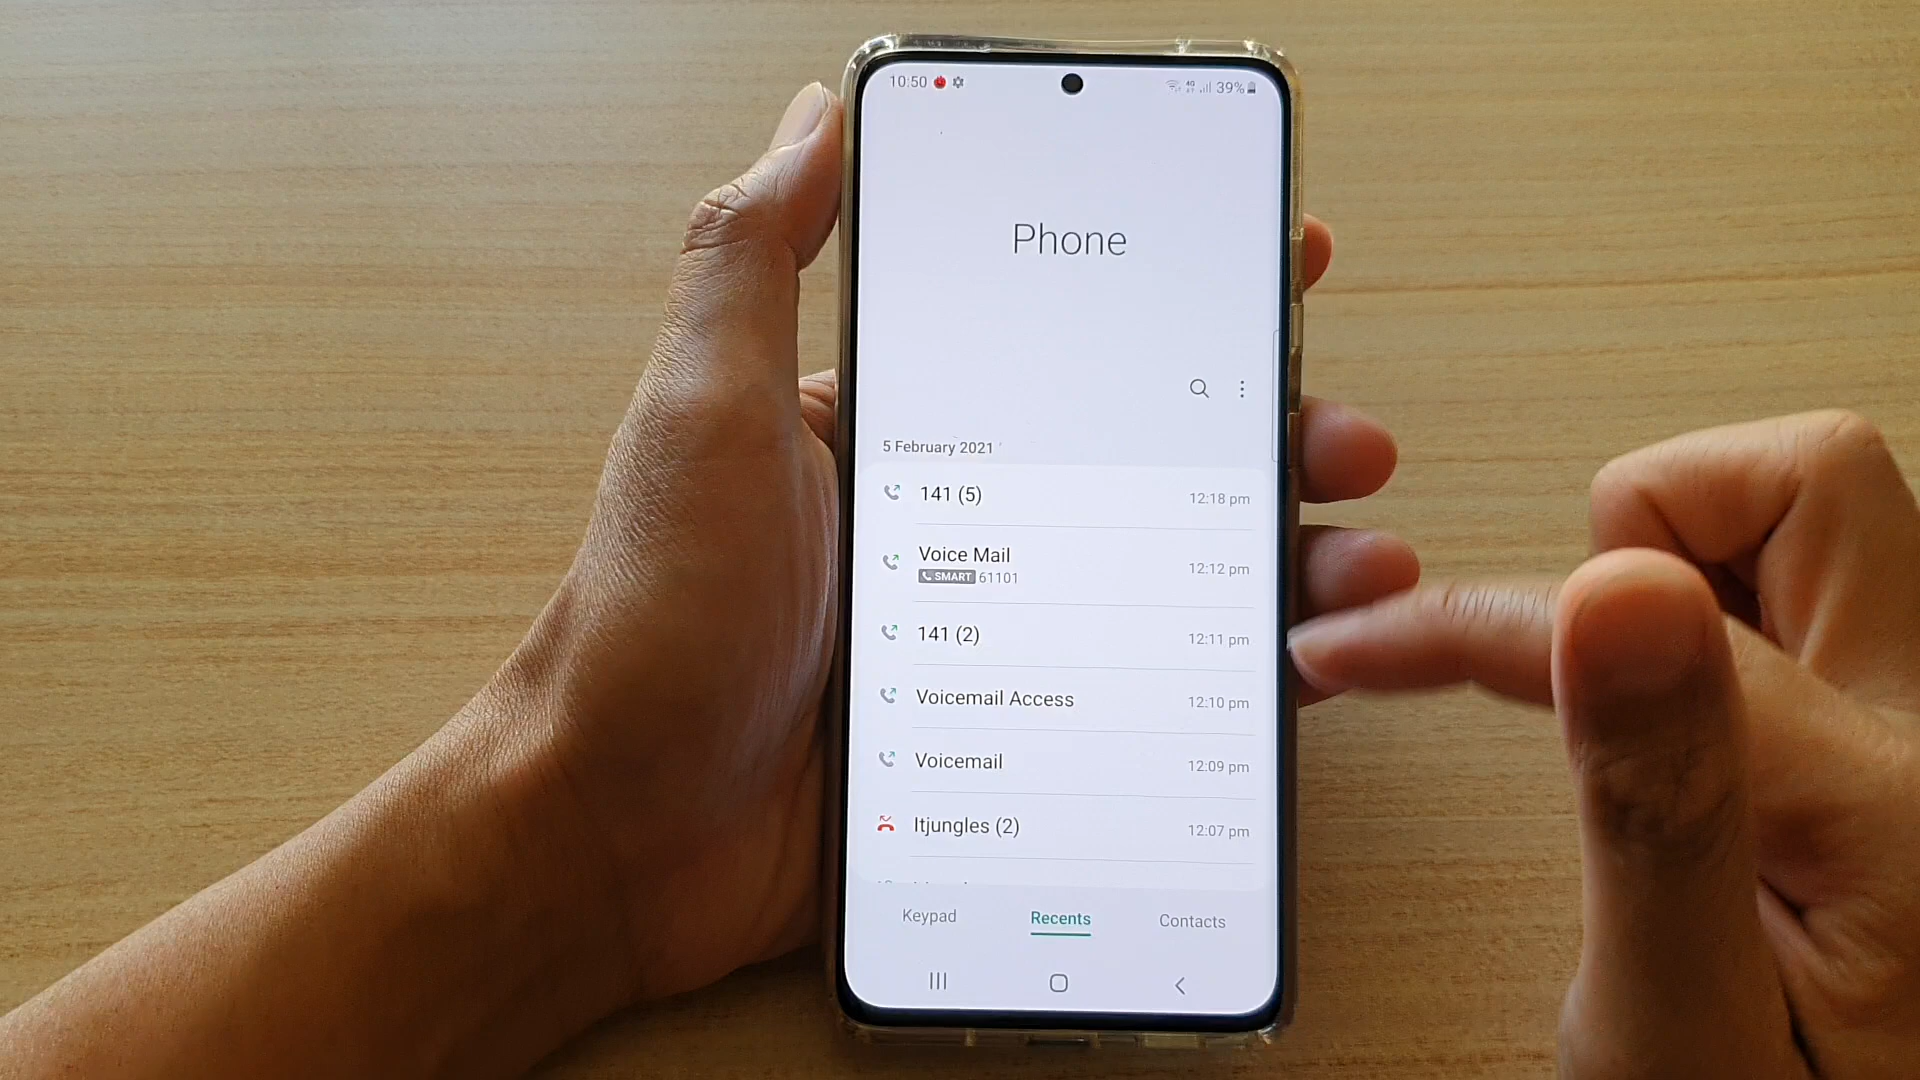 10:50 4G 39%
Phone
5 February 2021
141 (5) 12:18 pm
Voice Mail
SMART 61101 12:12 pm
141 (2) 12:11 pm
Voicemail Access 12:10 pm
Voicemail 12:09 pm
Itjungles (2) 12:07 pm
Keypad Recents Contacts